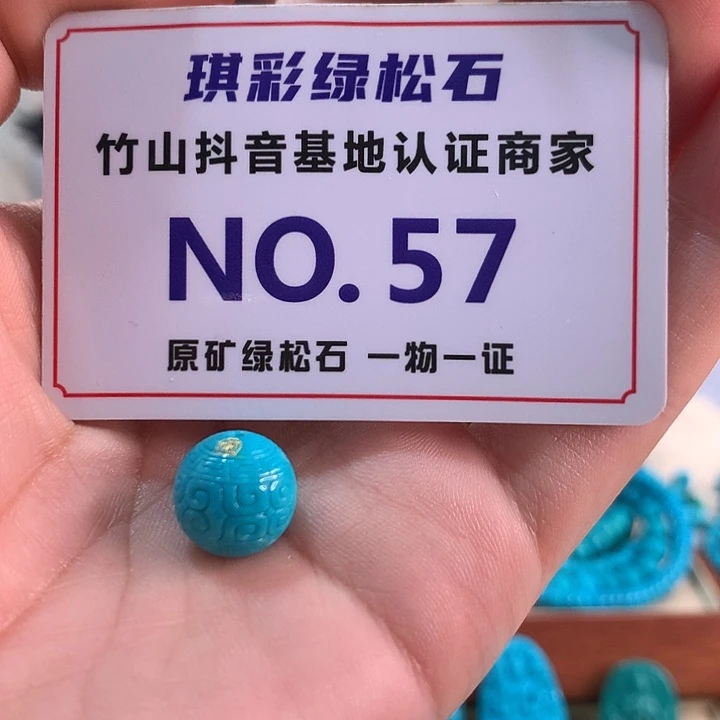 琪彩绿松石
竹山抖音基地认证商家
NO.57
原矿绿松石 一物一证